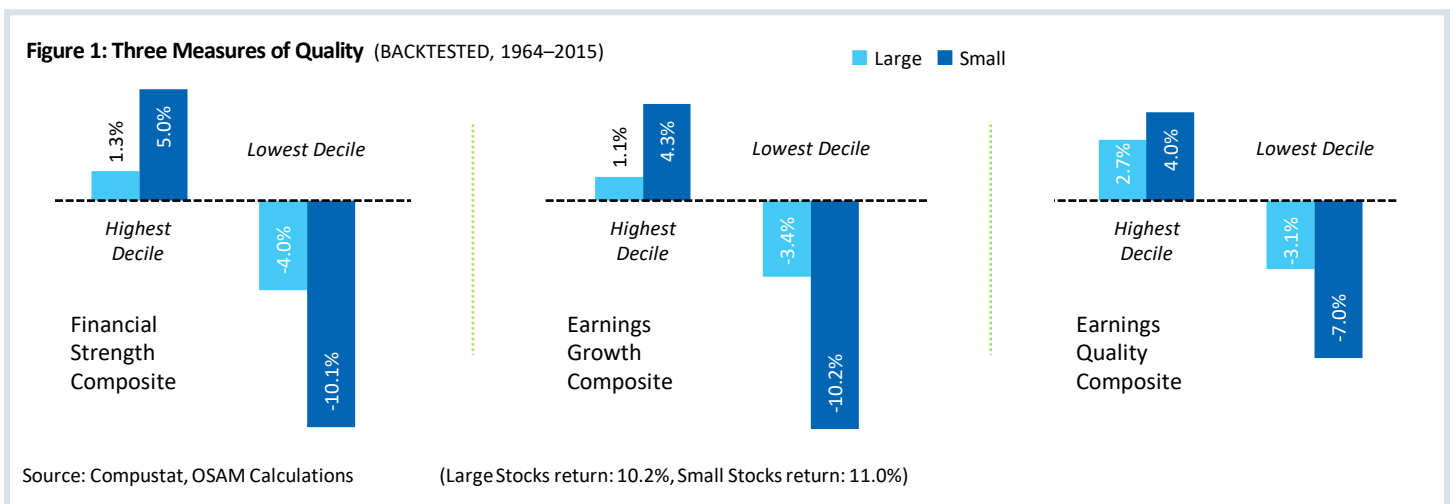 Figure 1: Three Measures of Quality (BACKTESTED, 1964–2015)
Large Small
1.3%
5.0%
Lowest Decile
Highest
Decile
-4.0%
-10.1%
Financial
Strength
Composite
1.1%
4.3%
Lowest Decile
Highest
Decile
-3.4%
-10.2%
Earnings
Growth
Composite
2.7%
4.0%
Lowest Decile
Highest
Decile
-3.1%
-7.0%
Earnings
Quality
Composite
Source: Compustat, OSAM Calculations (Large Stocks return: 10.2%, Small Stocks return: 11.0%)